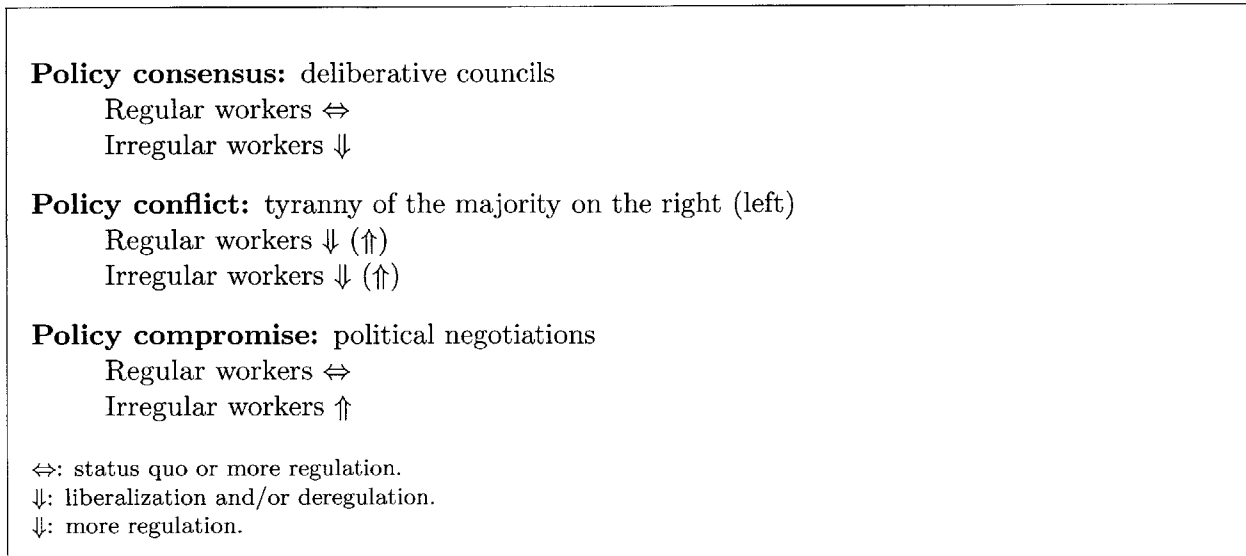 Policy consensus: deliberative councils
Regular workers ⇔
Irregular workers ⇓
Policy conflict: tyranny of the majority on the right (left)
Regular workers ⇓ (⇑)
Irregular workers ⇓ (⇑)
Policy compromise: political negotiations
Regular workers ⇔
Irregular workers ⇑
⇔: status quo or more regulation.
⇓: liberalization and/or deregulation.
⇓: more regulation.